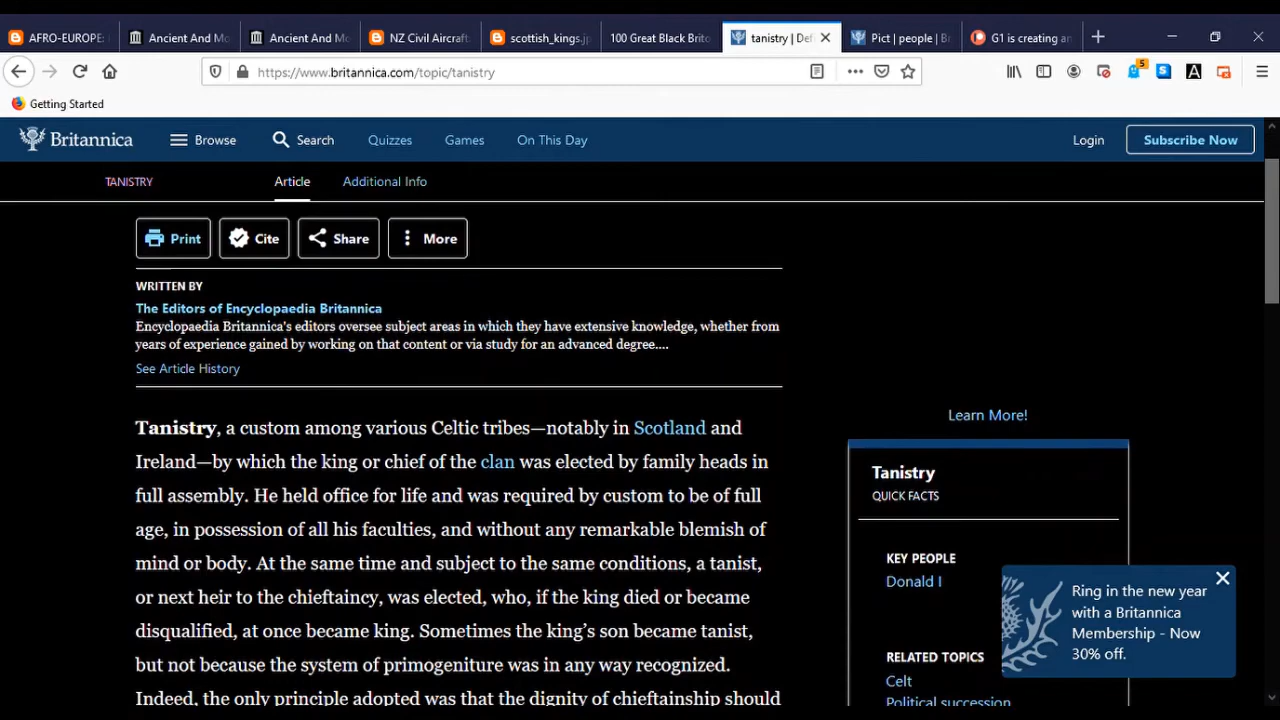 AFRO-EUROPE:
Ancient And Mo
Ancient And Mo
NZ Civil Aircraft
scottish_kings.jp
100 Great Black Brito
tanistry | Def
Pict | people | Br
G1 is creating an
https://www.britannica.com/topic/tanistry
5
A
Getting Started
Britannica
Browse
Search
Quizzes
Games
On This Day
Login
Subscribe Now
TANISTRY
Article
Additional Info
Print
Cite
Share
More
WRITTEN BY
The Editors of Encyclopaedia Britannica
Encyclopaedia Britannica's editors oversee subject areas in which they have extensive knowledge, whether from
years of experience gained by working on that content or via study for an advanced degree....
See Article History
Tanistry, a custom among various Celtic tribes—notably in Scotland and
Ireland—by which the king or chief of the clan was elected by family heads in
full assembly. He held office for life and was required by custom to be of full
age, in possession of all his faculties, and without any remarkable blemish of
mind or body. At the same time and subject to the same conditions, a tanist,
or next heir to the chieftaincy, was elected, who, if the king died or became
disqualified, at once became king. Sometimes the king's son became tanist,
but not because the system of primogeniture was in any way recognized.
Indeed, the only principle adopted was that the dignity of chieftainship should
Learn More!
Tanistry
QUICK FACTS
KEY PEOPLE
Donald I
RELATED TOPICS
Celt
Political succession
Ring in the new year
with a Britannica
Membership - Now
30% off.